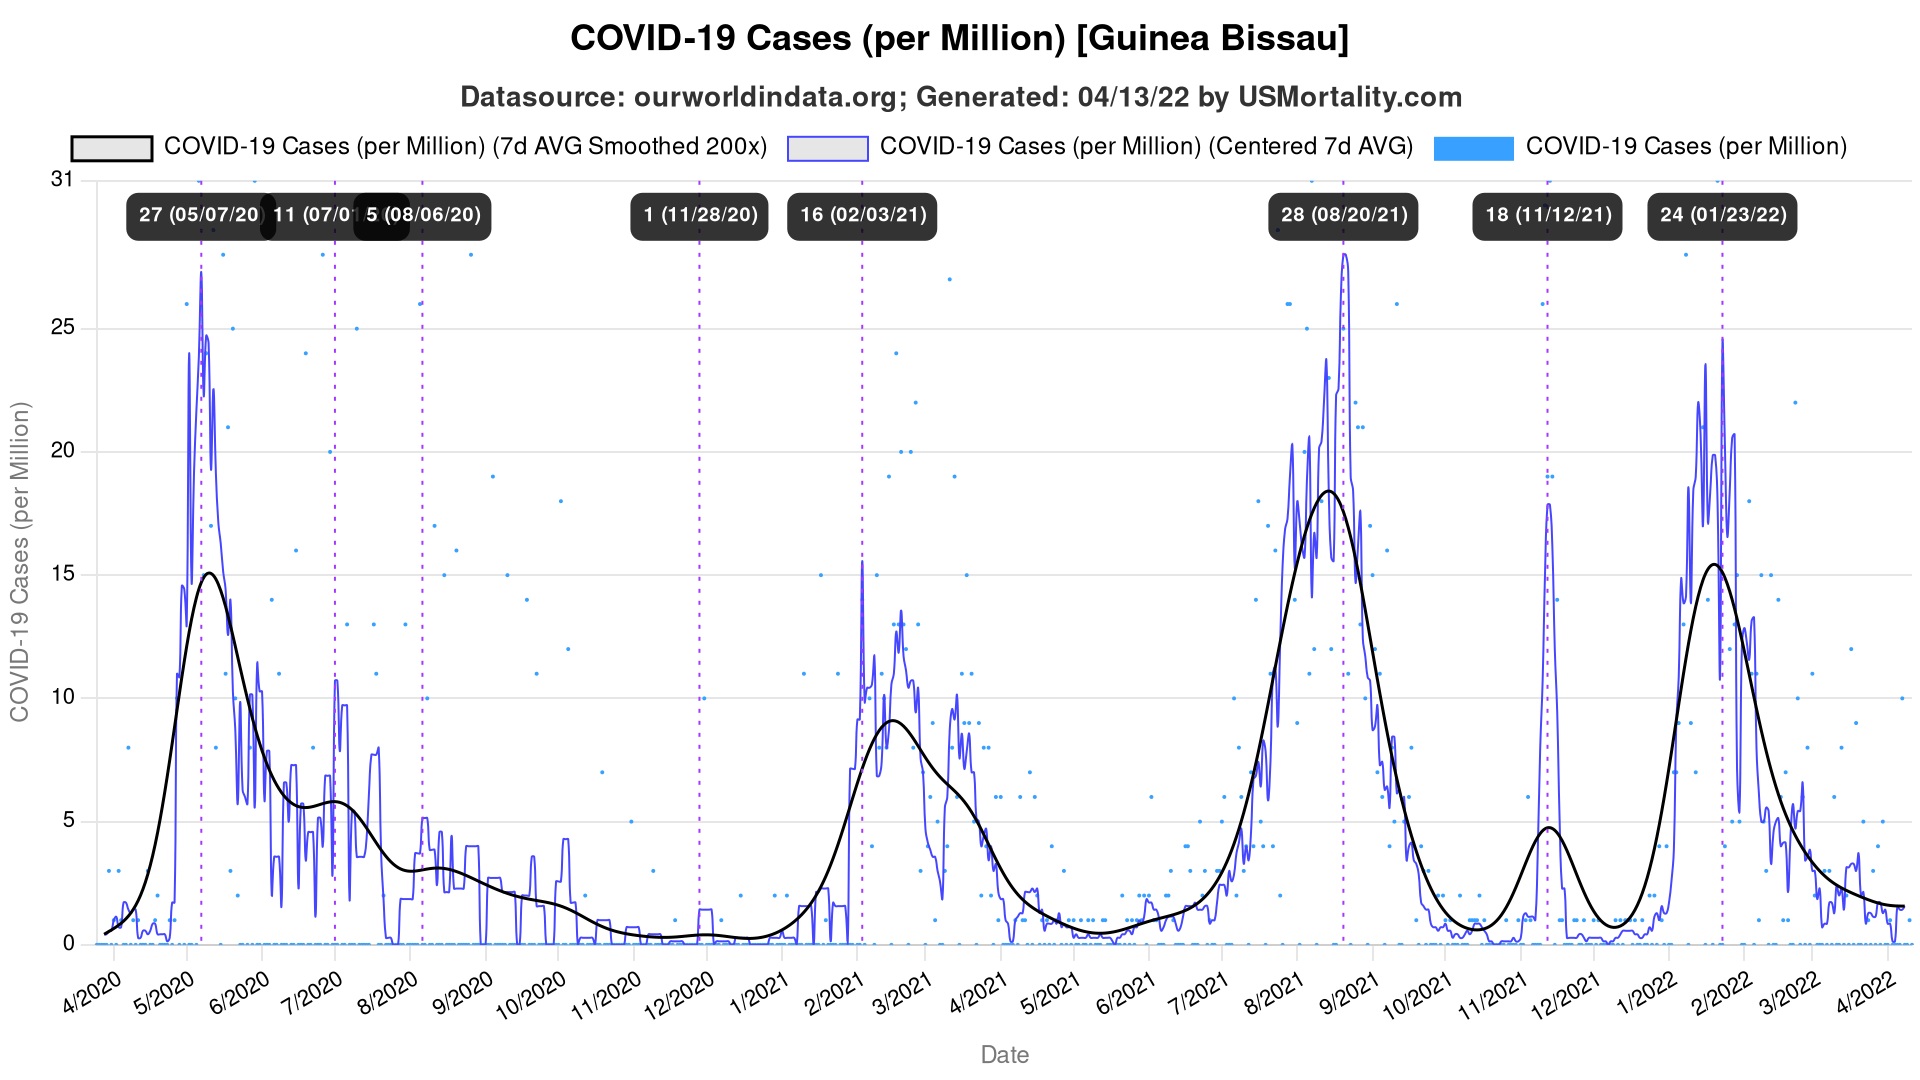 COVID-19 Cases (per Million) [Guinea Bissau]
Datasource: ourworldindata.org; Generated: 04/13/22 by USMortality.com
COVID-19 Cases (per Million) (7d AVG Smoothed 200x) COVID-19 Cases (per Million) (Centered 7d AVG) COVID-19 Cases (per Million)
31
27 (05/07/20) 11 (07/01/20) 5 (08/06/20) 1 (11/28/20) 16 (02/03/21) 28 (08/20/21) 18 (11/12/21) 24 (01/23/22)
25
20
15
10
5
0
COVID-19 Cases (per Million)
4/2020 5/2020 6/2020 7/2020 8/2020 9/2020 10/2020 11/2020 12/2020 1/2021 2/2021 3/2021 4/2021 5/2021 6/2021 7/2021 8/2021 9/2021 10/2021 11/2021 12/2021 1/2022 2/2022 3/2022 4/2022
Date